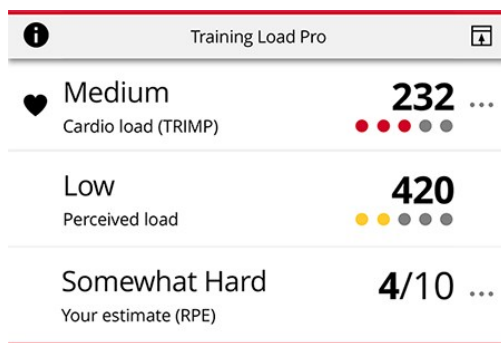 Training Load Pro
Medium 232
Cardio load (TRIMP)
Low 420
Perceived load
Somewhat Hard 4/10
Your estimate (RPE)